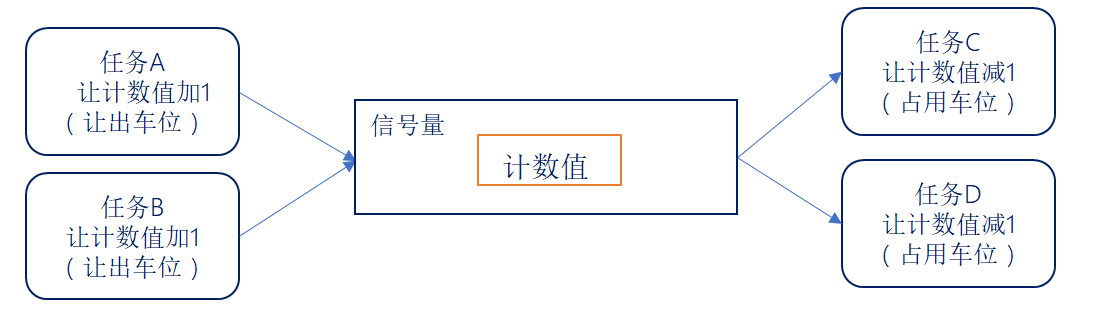 任务A
让计数值加1
（让出车位）
任务B
让计数值加1
（让出车位）
信号量
计数值
任务C
让计数值减1
（占用车位）
任务D
让计数值减1
（占用车位）